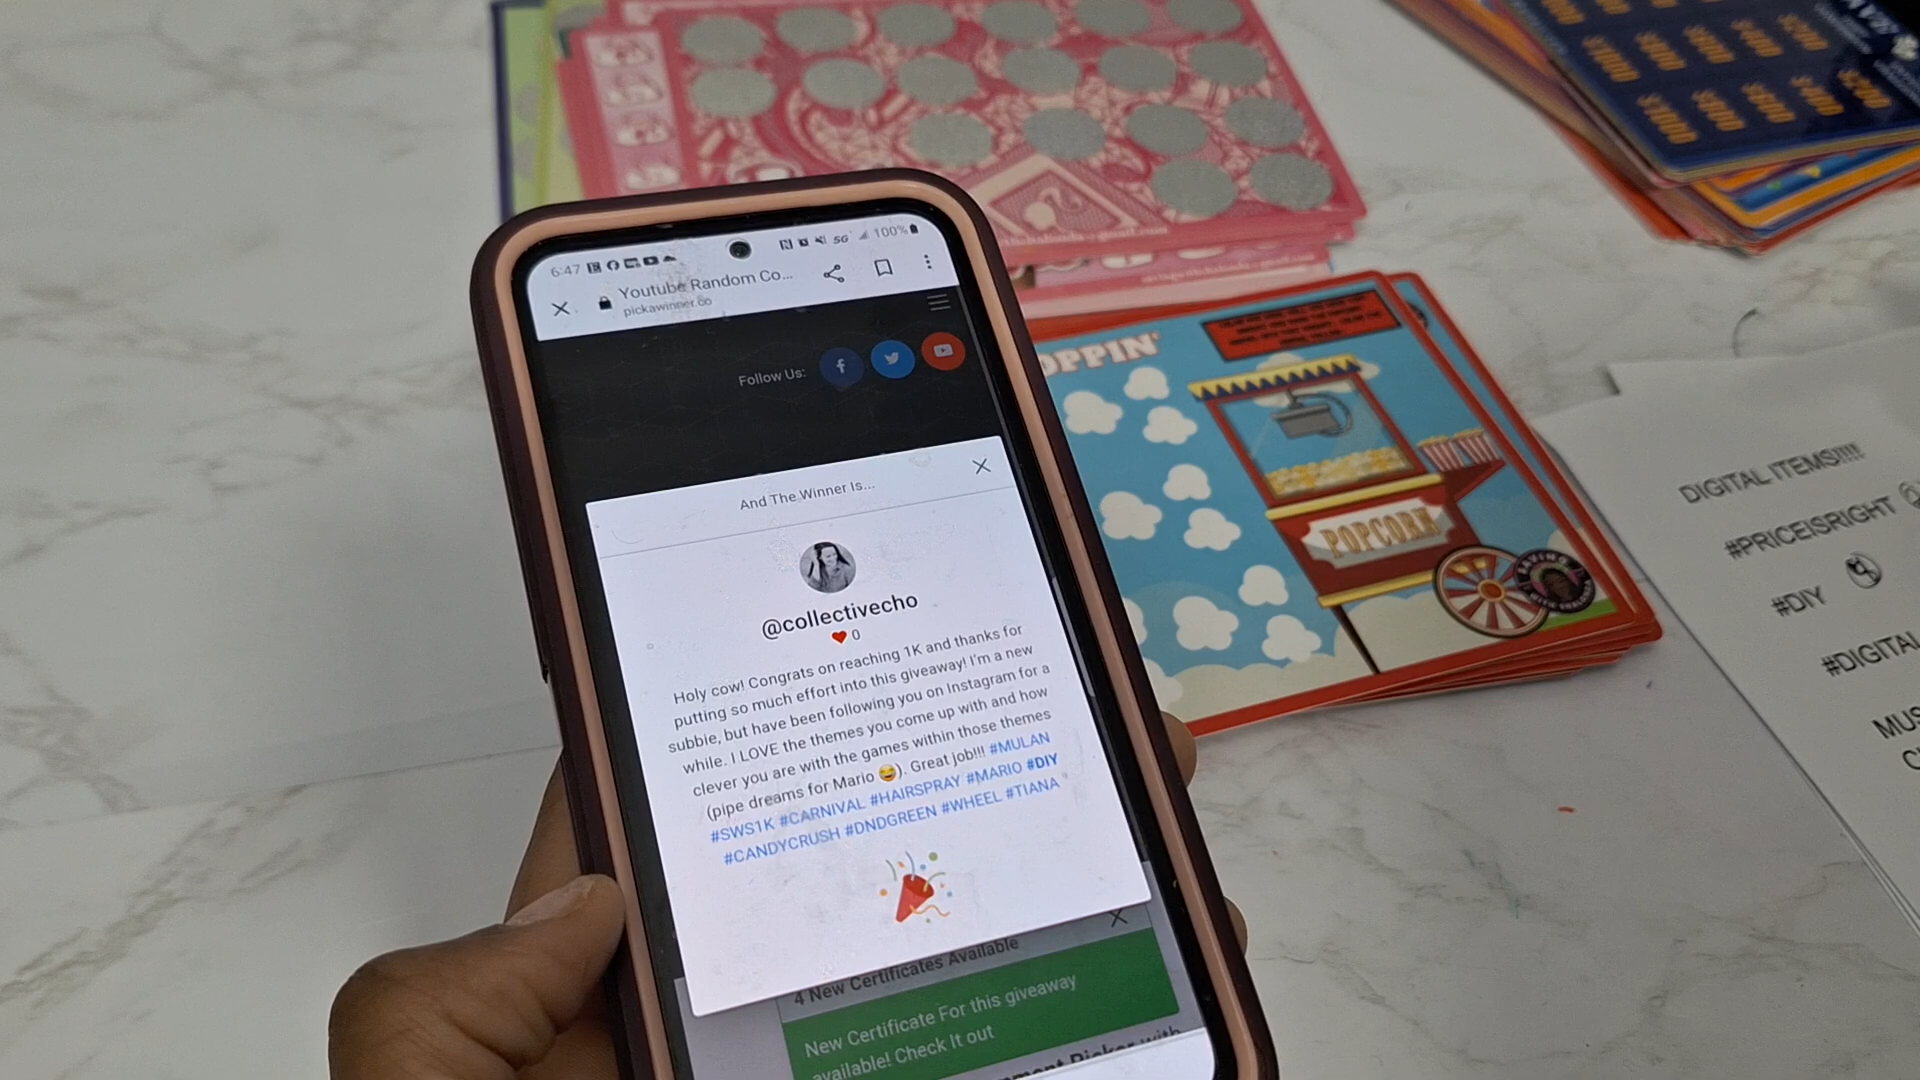 6:47
5G
100%
Youtube Random Co...
pickawinner.co
Follow Us:
And The Winner Is...
@collectivecho
0
Holy cow! Congrats on reaching 1K and thanks for
putting so much effort into this giveaway! I'm a new
subbie, but have been following you on Instagram for a
while. I LOVE the themes you come up with and how
clever you are with the games within those themes
(pipe dreams for Mario 😂). Great job!!! #MULAN
#SWS1K #CARNIVAL #HAIRSPRAY #MARIO #DIY
#CANDYCRUSH #DNDGREEN #WHEEL #TIANA
4 New Certificates Available
New Certificate For this giveaway
available! Check It out
Picker with
OPPIN'
POPCORN
DIGITAL ITEMS!!!!!
#PRICEISRIGHT
#DIY
#DIGITAL
MUS